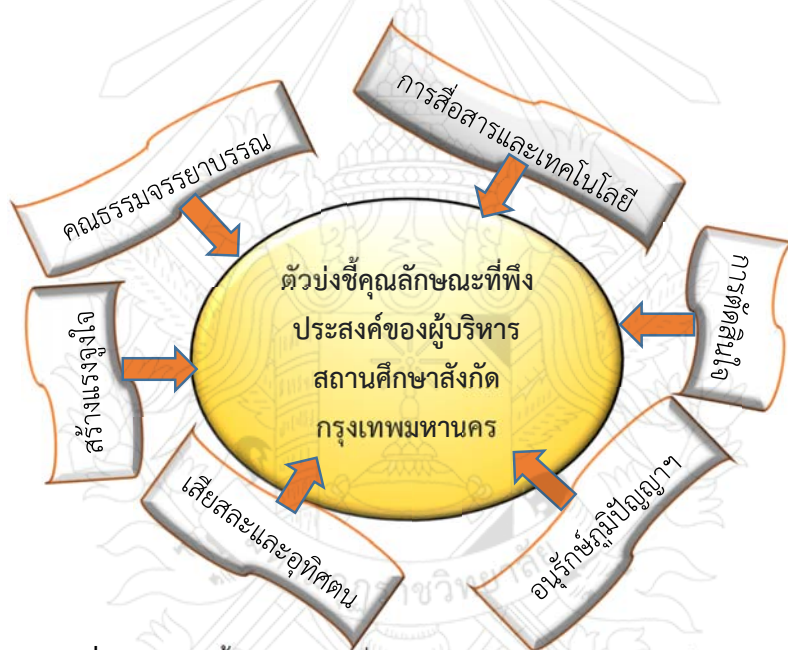 การสื่อสารและเทคโนโลยี
คณธรรมจรรยาบรรณ
ตัวบ่งชี้คุณลักษณะที่พึง
ประสงค์ของผู้บริหาร
สถานศึกษาสังกัด
กรุงเทพมหานคร
การตัดสินใจ
สร้างแรงจูงใจ
เสียสละและอุทิศตน
อนุรักษ์ภูมิปัญญาฯ